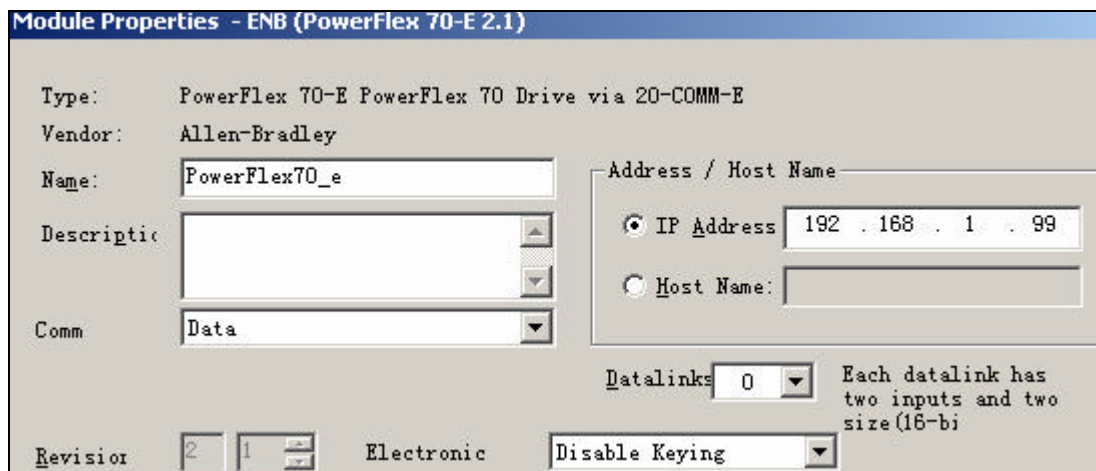 Module Properties - ENB (PowerFlex 70-E 2.1)
Type: PowerFlex 70-E PowerFlex 70 Drive via 20-COMM-E
Vendor: Allen-Bradley
Name: PowerFlex70_e
Address / Host Name
IP Address 192 . 168 . 1 . 99
Descriptic
Host Name:
Comm Data
Datalinks 0
Each datalink has
two inputs and two
size(16-bi
Revisior 2 1 Electronic Disable Keying